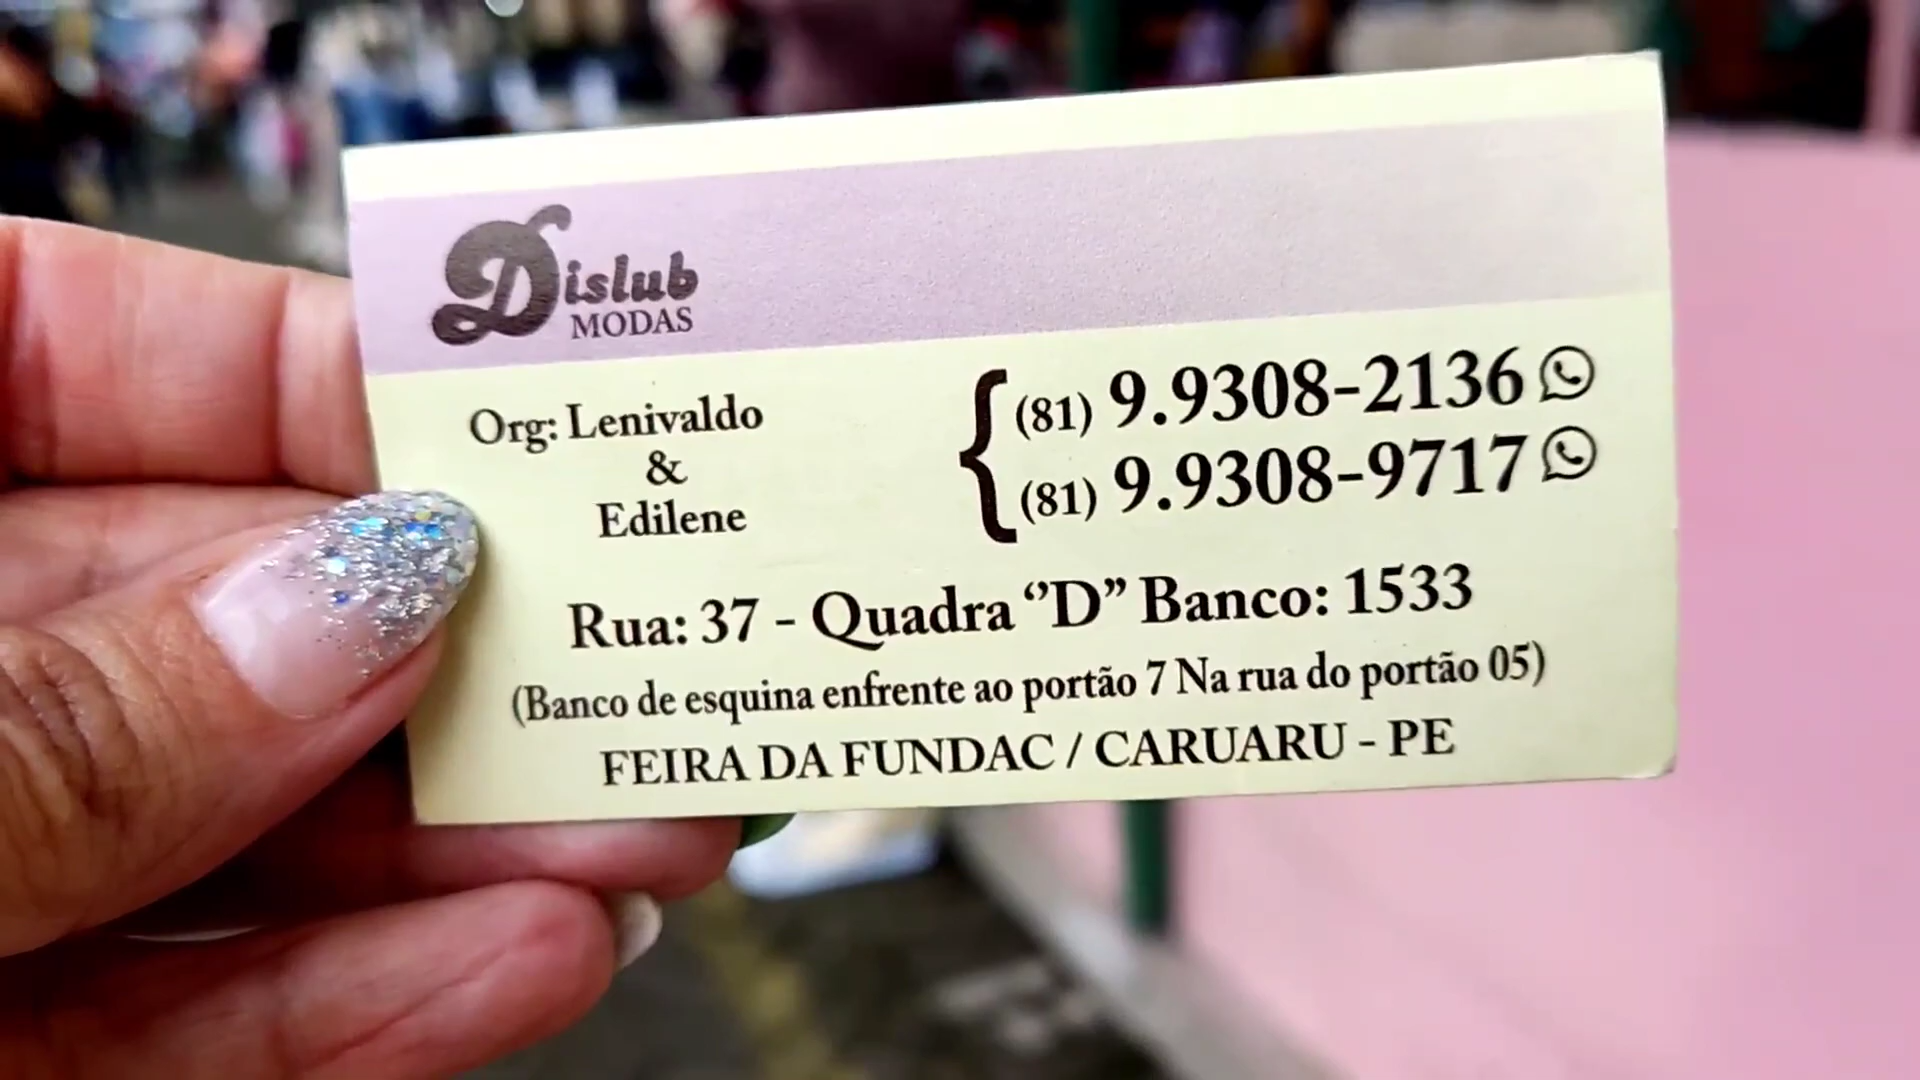 Dislub
MODAS
Org: Lenivaldo
&
Edilene
(81) 9.9308-2136
(81) 9.9308-9717
Rua: 37 - Quadra “D” Banco: 1533
(Banco de esquina enfrente ao portão 7 Na rua do portão 05)
FEIRA DA FUNDAC / CARUARU - PE